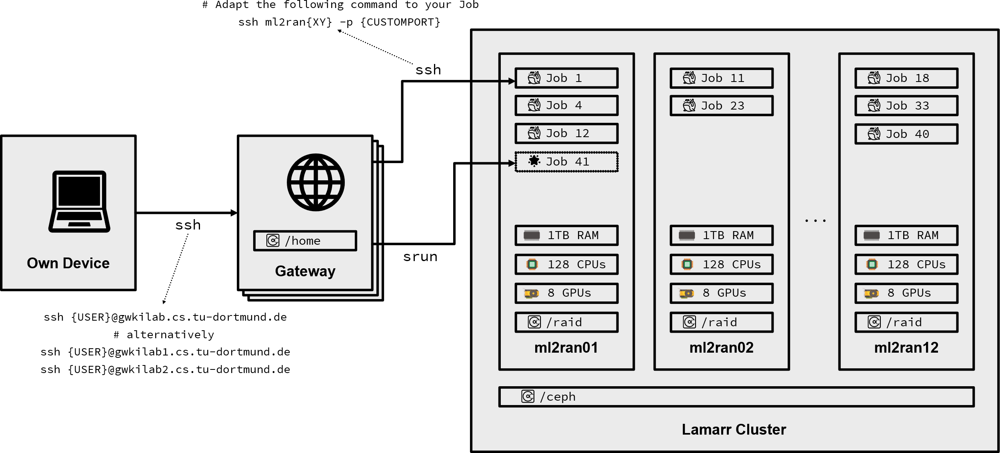 # Adapt the following command to your Job
ssh ml2ran{XY} -p {CUSTOMPORT}
ssh
Own Device
ssh
ssh {USER}@gwkilab.cs.tu-dortmund.de
# alternatively
ssh {USER}@gwkilab1.cs.tu-dortmund.de
ssh {USER}@gwkilab2.cs.tu-dortmund.de
/home
Gateway
srun
Job 1
Job 4
Job 12
Job 41
1TB RAM
128 CPUs
8 GPUs
/raid
ml2ran01
Job 11
Job 23
1TB RAM
128 CPUs
8 GPUs
/raid
ml2ran02
...
Job 18
Job 33
Job 40
1TB RAM
128 CPUs
8 GPUs
/raid
ml2ran12
/ceph
Lamarr Cluster